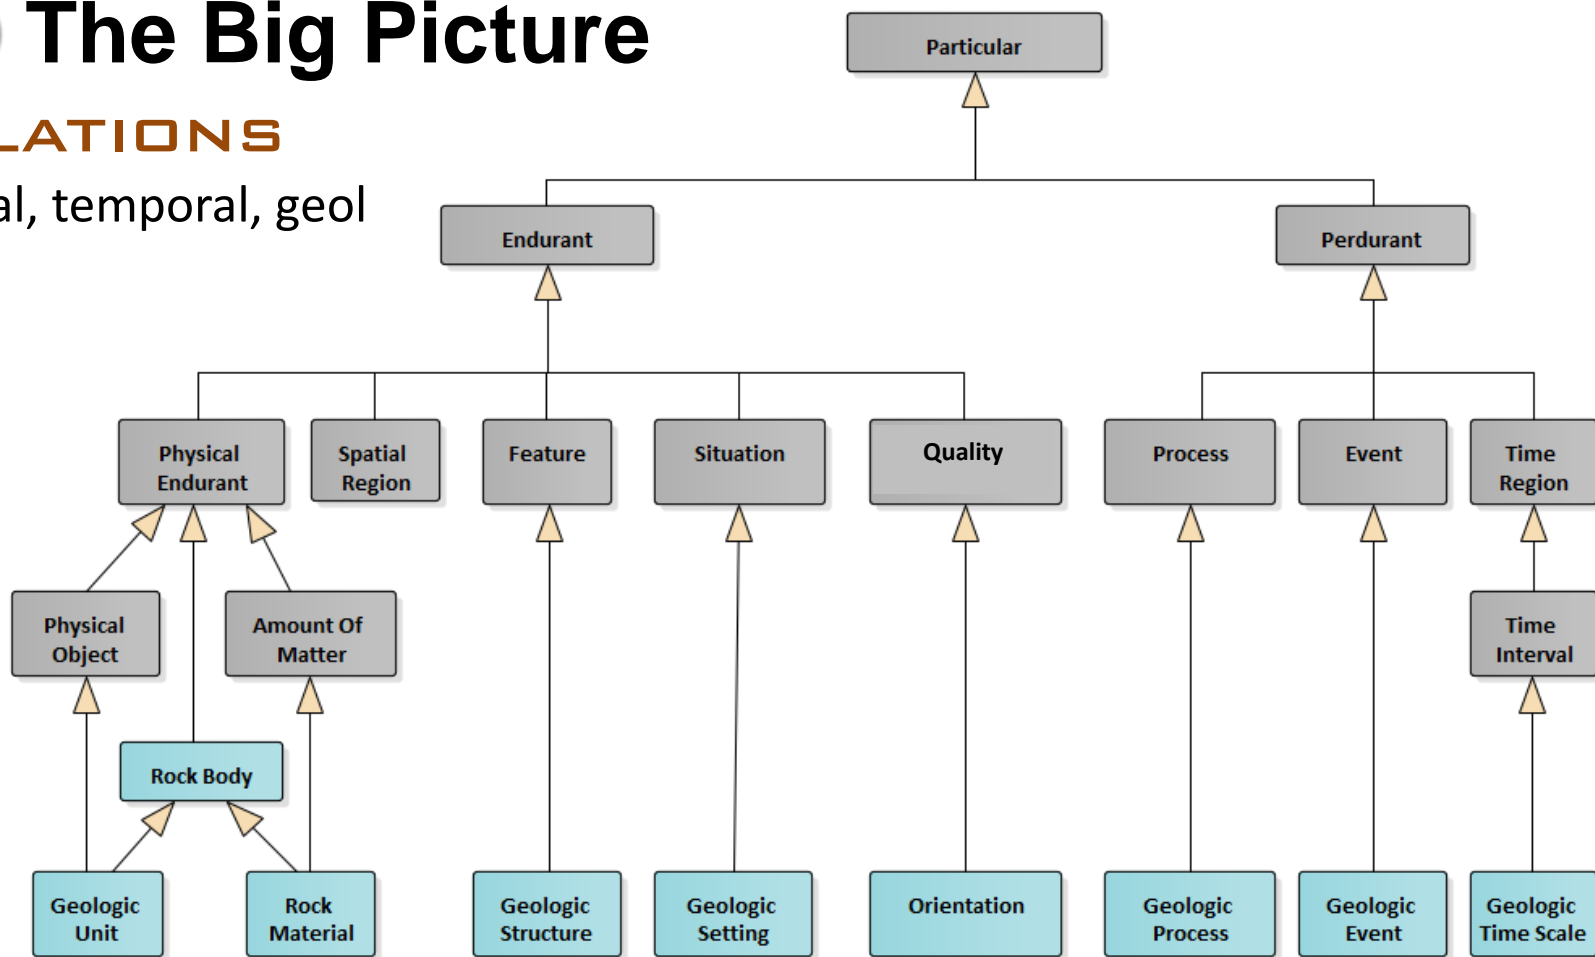 The Big Picture
LATIONS
al, temporal, geol
Particular
Endurant
Perdurant
Physical
Endurant
Spatial
Region
Feature
Situation
Quality
Process
Event
Time
Region
Physical
Object
Amount Of
Matter
Time
Interval
Rock Body
Geologic
Unit
Rock
Material
Geologic
Structure
Geologic
Setting
Orientation
Geologic
Process
Geologic
Event
Geologic
Time Scale